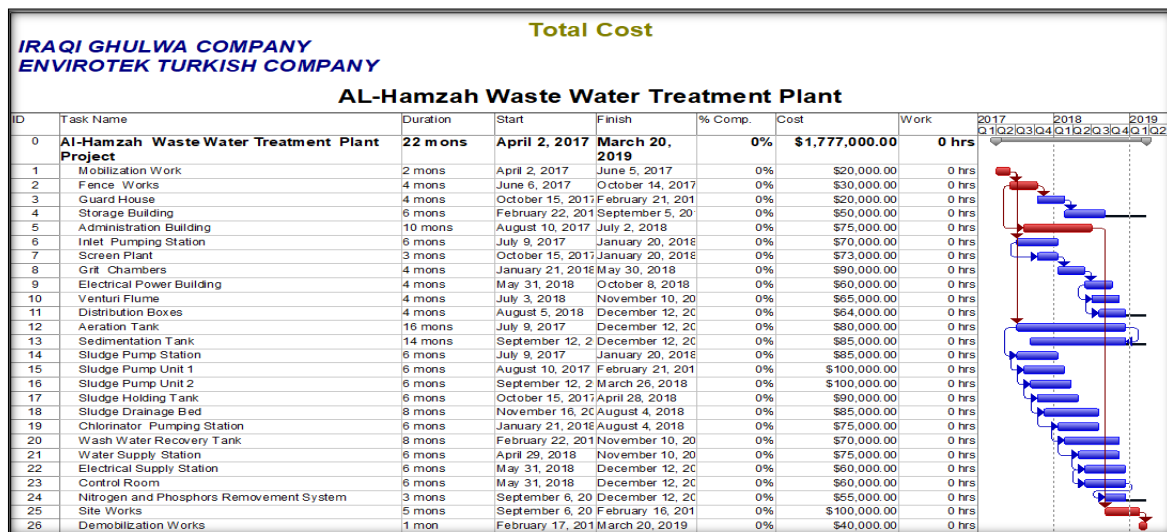 Total Cost
IRAQI GHULWA COMPANY
ENVIROTEK TURKISH COMPANY
AL-Hamzah Waste Water Treatment Plant
ID Task Name Duration Start Finish % Comp. Cost Work 2017 2018 2019
Q1 Q2 Q3 Q4 Q1 Q2 Q3 Q4 Q1 Q2
0 Al-Hamzah Waste Water Treatment Plant Project 22 mons April 2, 2017 March 20, 2019 0% $1,777,000.00 0 hrs
1 Mobilization Work 2 mons April 2, 2017 June 5, 2017 0% $20,000.00 0 hrs
2 Fence Works 4 mons June 6, 2017 October 14, 2017 0% $30,000.00 0 hrs
3 Guard House 4 mons October 15, 2017 February 21, 201 0% $20,000.00 0 hrs
4 Storage Building 6 mons February 22, 201 September 5, 20 0% $50,000.00 0 hrs
5 Administration Building 10 mons August 10, 2017 July 2, 2018 0% $75,000.00 0 hrs
6 Inlet Pumping Station 6 mons July 9, 2017 January 20, 2018 0% $70,000.00 0 hrs
7 Screen Plant 3 mons October 15, 2017 January 20, 2018 0% $73,000.00 0 hrs
8 Grit Chambers 4 mons January 21, 2018 May 30, 2018 0% $90,000.00 0 hrs
9 Electrical Power Building 4 mons May 31, 2018 October 8, 2018 0% $60,000.00 0 hrs
10 Venturi Flume 4 mons July 3, 2018 November 10, 20 0% $65,000.00 0 hrs
11 Distribution Boxes 4 mons August 5, 2018 December 12, 20 0% $64,000.00 0 hrs
12 Aeration Tank 16 mons July 9, 2017 December 12, 20 0% $80,000.00 0 hrs
13 Sedimentation Tank 14 mons September 12, 2 December 12, 20 0% $85,000.00 0 hrs
14 Sludge Pump Station 6 mons July 9, 2017 January 20, 2018 0% $85,000.00 0 hrs
15 Sludge Pump Unit 1 6 mons August 10, 2017 February 21, 201 0% $100,000.00 0 hrs
16 Sludge Pump Unit 2 6 mons September 12, 2 March 26, 2018 0% $100,000.00 0 hrs
17 Sludge Holding Tank 6 mons October 15, 2017 April 28, 2018 0% $90,000.00 0 hrs
18 Sludge Drainage Bed 8 mons November 16, 20 August 4, 2018 0% $85,000.00 0 hrs
19 Chlorinator Pumping Station 6 mons January 21, 2018 August 4, 2018 0% $75,000.00 0 hrs
20 Wash Water Recovery Tank 8 mons February 22, 201 November 10, 20 0% $70,000.00 0 hrs
21 Water Supply Station 6 mons April 29, 2018 November 10, 20 0% $75,000.00 0 hrs
22 Electrical Supply Station 6 mons May 31, 2018 December 12, 20 0% $60,000.00 0 hrs
23 Control Room 6 mons May 31, 2018 December 12, 20 0% $60,000.00 0 hrs
24 Nitrogen and Phosphors Removement System 3 mons September 6, 20 December 12, 20 0% $55,000.00 0 hrs
25 Site Works 5 mons September 6, 20 February 16, 201 0% $100,000.00 0 hrs
26 Demobilization Works 1 mon February 17, 201 March 20, 2019 0% $40,000.00 0 hrs